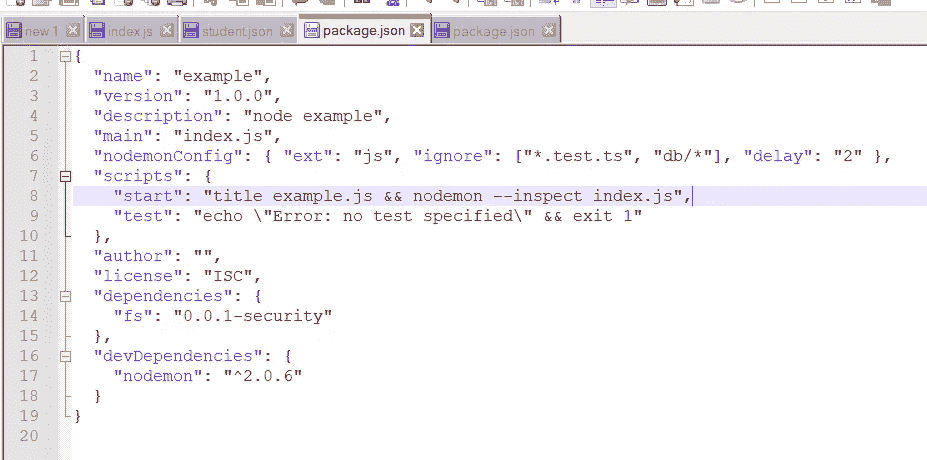 new 1 index.js student.json package.json package.json
1 {
2 "name": "example",
3 "version": "1.0.0",
4 "description": "node example",
5 "main": "index.js",
6 "nodemonConfig": { "ext": "js", "ignore": ["*.test.ts", "db/*"], "delay": "2" },
7 "scripts": {
8 "start": "title example.js && nodemon --inspect index.js",
9 "test": "echo \"Error: no test specified\" && exit 1"
10 },
11 "author": "",
12 "license": "ISC",
13 "dependencies": {
14 "fs": "0.0.1-security"
15 },
16 "devDependencies": {
17 "nodemon": "^2.0.6"
18 }
19 }
20